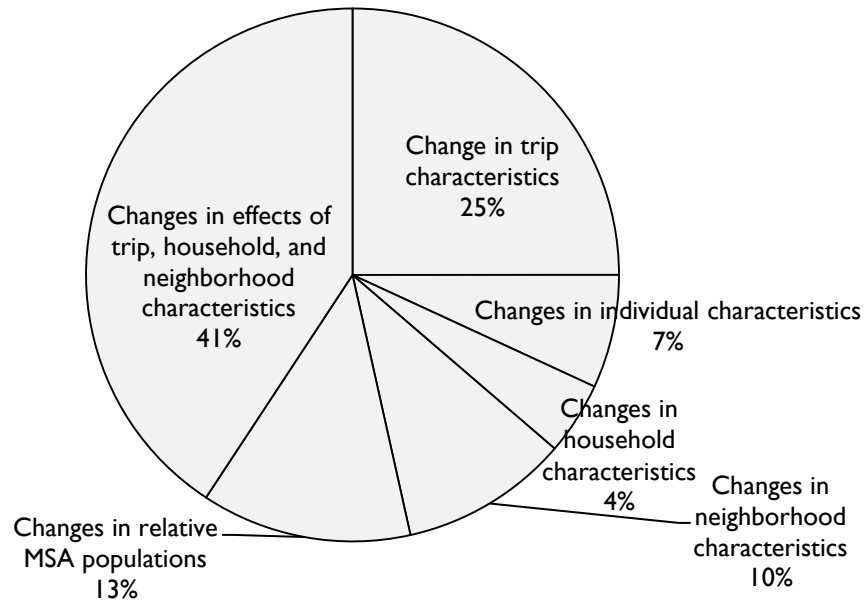 Change in trip
characteristics
25%
Changes in individual characteristics
7%
Changes in
household
characteristics
4%
Changes in
neighborhood
characteristics
10%
Changes in relative
MSA populations
13%
Changes in effects of
trip, household, and
neighborhood
characteristics
41%